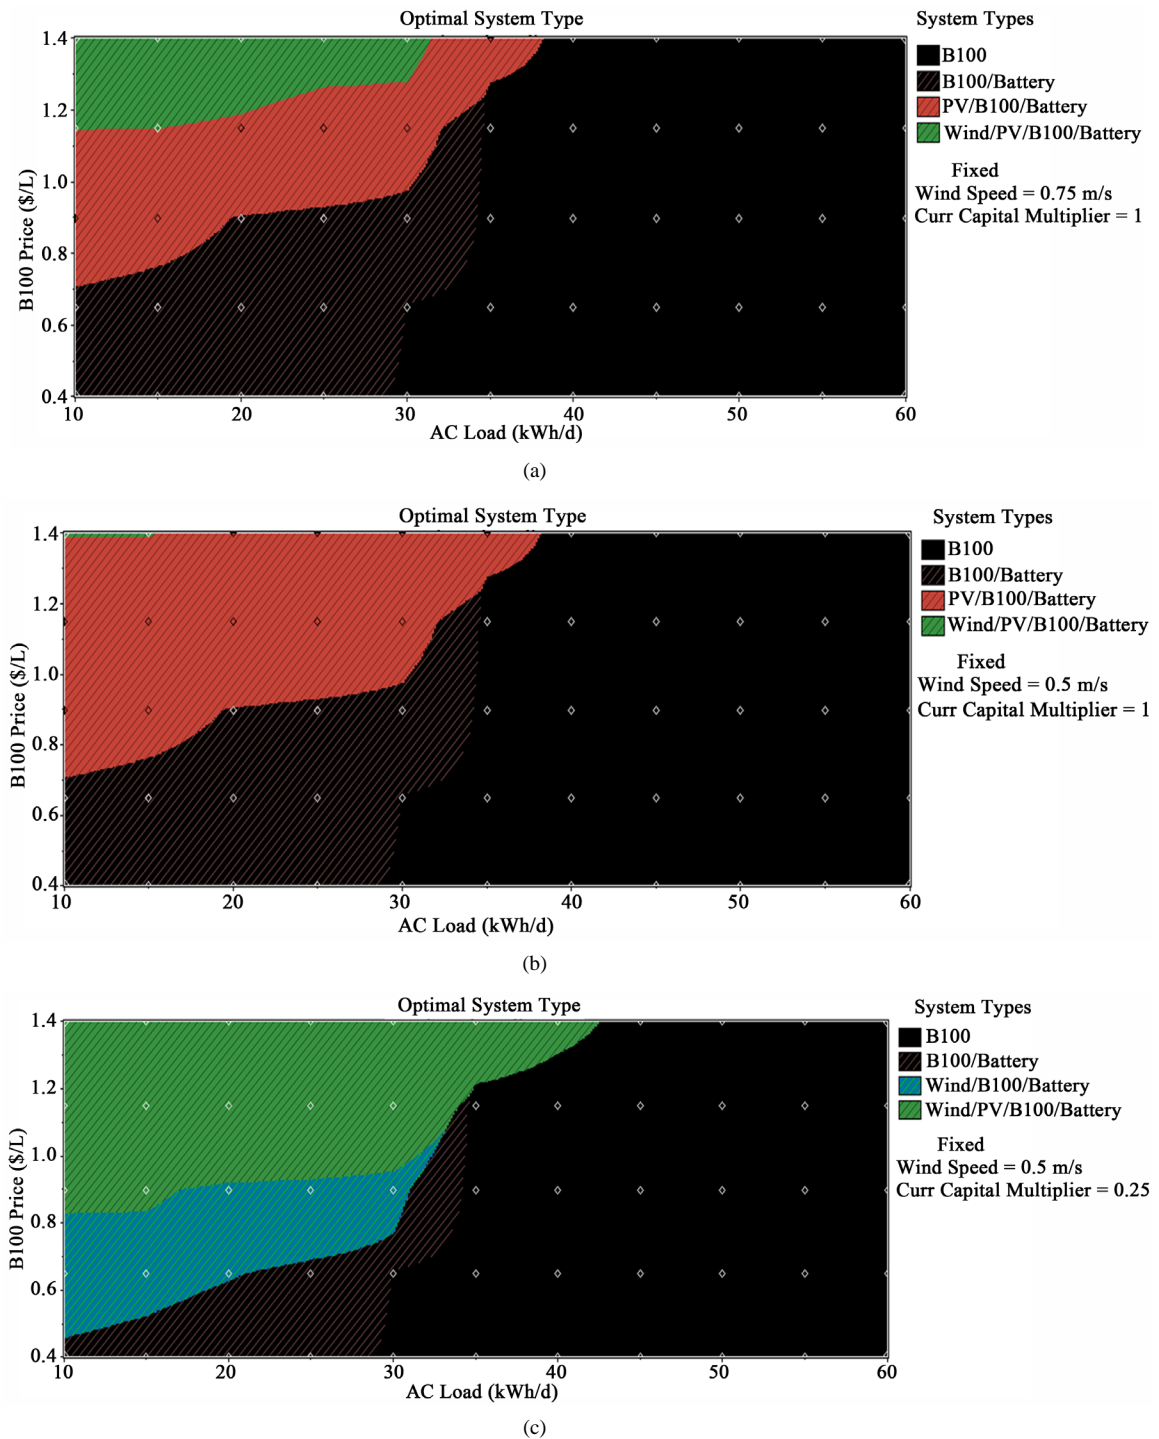 Optimal System Type
System Types
B100
B100/Battery
PV/B100/Battery
Wind/PV/B100/Battery
Fixed
Wind Speed = 0.75 m/s
Curr Capital Multiplier = 1
B100 Price ($/L)
1.4
1.2
1.0
0.8
0.6
0.4
10 20 30 40 50 60
AC Load (kWh/d)
(a)
Optimal System Type
System Types
B100
B100/Battery
PV/B100/Battery
Wind/PV/B100/Battery
Fixed
Wind Speed = 0.5 m/s
Curr Capital Multiplier = 1
B100 Price ($/L)
1.4
1.2
1.0
0.8
0.6
0.4
10 20 30 40 50 60
AC Load (kWh/d)
(b)
Optimal System Type
System Types
B100
B100/Battery
Wind/B100/Battery
Wind/PV/B100/Battery
Fixed
Wind Speed = 0.5 m/s
Curr Capital Multiplier = 0.25
B100 Price ($/L)
1.4
1.2
1.0
0.8
0.6
0.4
10 20 30 40 50 60
AC Load (kWh/d)
(c)